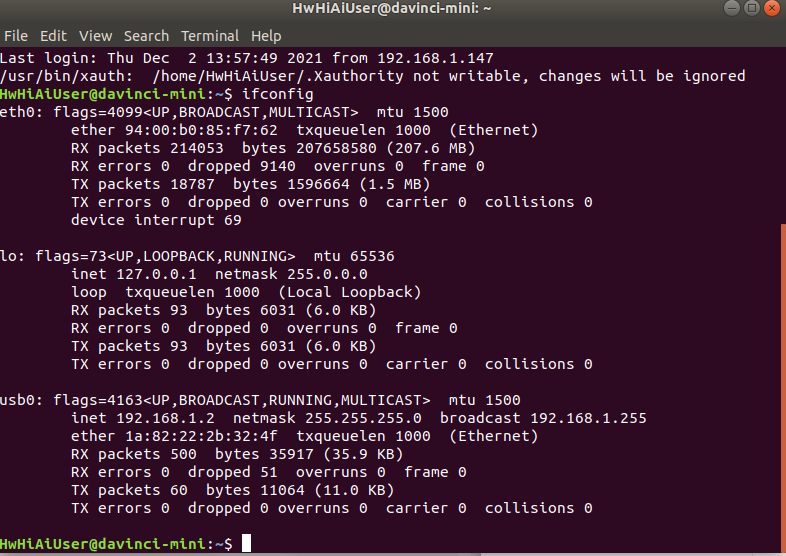 HwHiAiUser@davinci-mini: ~
File Edit View Search Terminal Help
Last login: Thu Dec  2 13:57:49 2021 from 192.168.1.147
/usr/bin/xauth:  /home/HwHiAiUser/.Xauthority not writable, changes will be ignored
HwHiAiUser@davinci-mini:~$ ifconfig
eth0: flags=4099<UP,BROADCAST,MULTICAST>  mtu 1500
        ether 94:00:b0:85:f7:62  txqueuelen 1000  (Ethernet)
        RX packets 214053  bytes 207658580 (207.6 MB)
        RX errors 0  dropped 9140  overruns 0  frame 0
        TX packets 18787  bytes 1596664 (1.5 MB)
        TX errors 0  dropped 0 overruns 0  carrier 0  collisions 0
        device interrupt 69
lo: flags=73<UP,LOOPBACK,RUNNING>  mtu 65536
        inet 127.0.0.1  netmask 255.0.0.0
        loop  txqueuelen 1000  (Local Loopback)
        RX packets 93  bytes 6031 (6.0 KB)
        RX errors 0  dropped 0  overruns 0  frame 0
        TX packets 93  bytes 6031 (6.0 KB)
        TX errors 0  dropped 0 overruns 0  carrier 0  collisions 0
usb0: flags=4163<UP,BROADCAST,RUNNING,MULTICAST>  mtu 1500
        inet 192.168.1.2  netmask 255.255.255.0  broadcast 192.168.1.255
        ether 1a:82:22:2b:32:4f  txqueuelen 1000  (Ethernet)
        RX packets 500  bytes 35917 (35.9 KB)
        RX errors 0  dropped 51  overruns 0  frame 0
        TX packets 60  bytes 11064 (11.0 KB)
        TX errors 0  dropped 0 overruns 0  carrier 0  collisions 0
HwHiAiUser@davinci-mini:~$